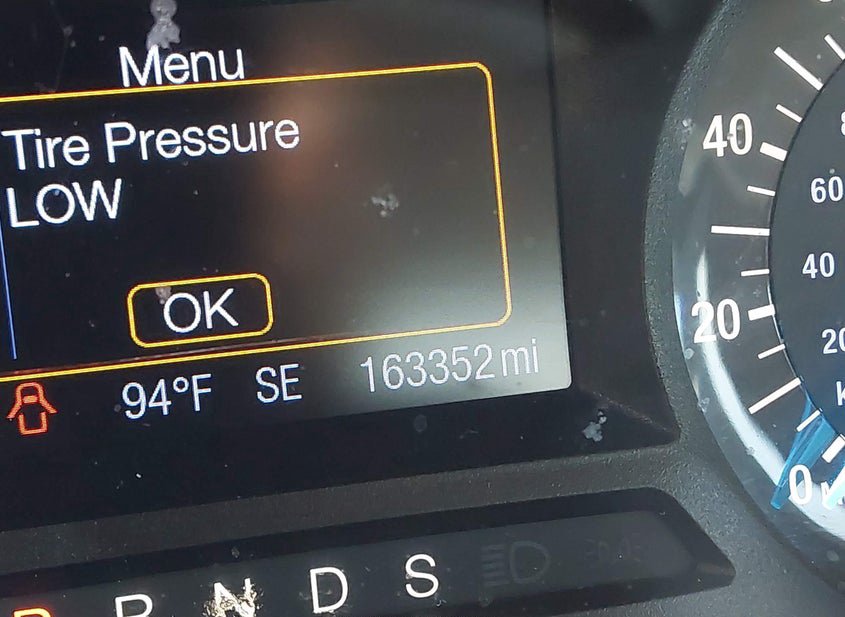 Menu
Tire Pressure
LOW
OK
94°F SE 163352 mi
40
60
40
20
20
0
P R N D S